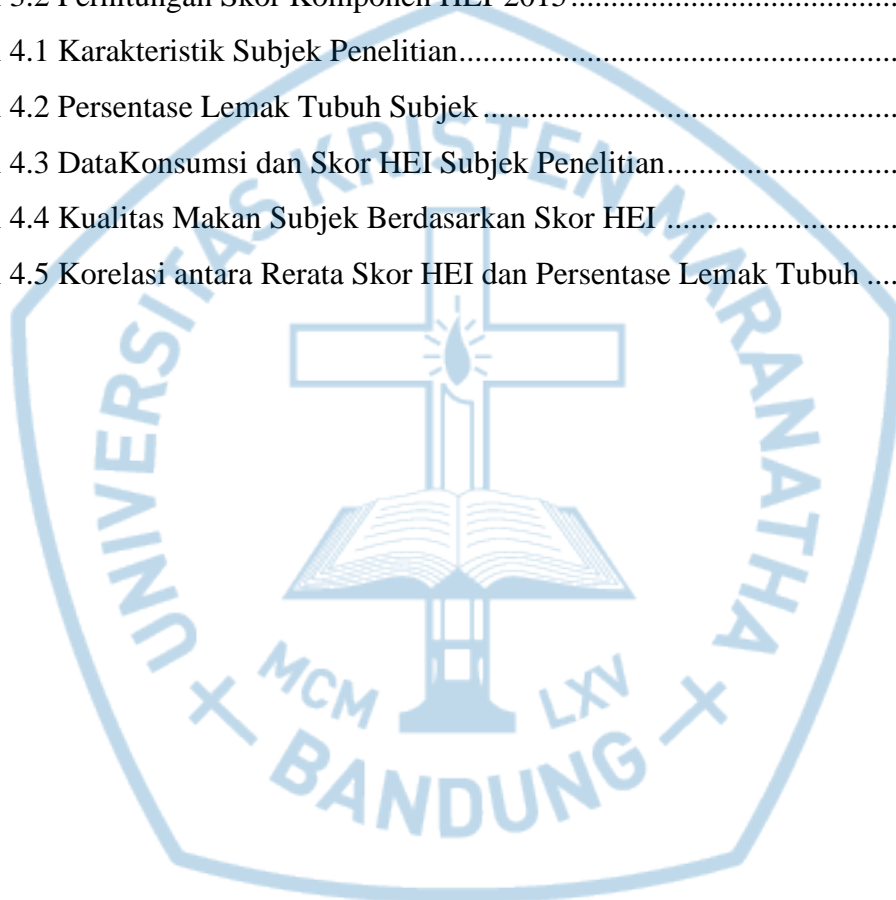 3.2 Perhitungan Skor Komponen HEI-2015
4.1 Karakteristik Subjek Penelitian
4.2 Persentase Lemak Tubuh Subjek
4.3 DataKonsumsi dan Skor HEI Subjek Penelitian
4.4 Kualitas Makan Subjek Berdasarkan Skor HEI
4.5 Korelasi antara Rerata Skor HEI dan Persentase Lemak Tubuh
UNIVERSITAS KRISTEN MARANATHA
MCM LXV
BANDUNG